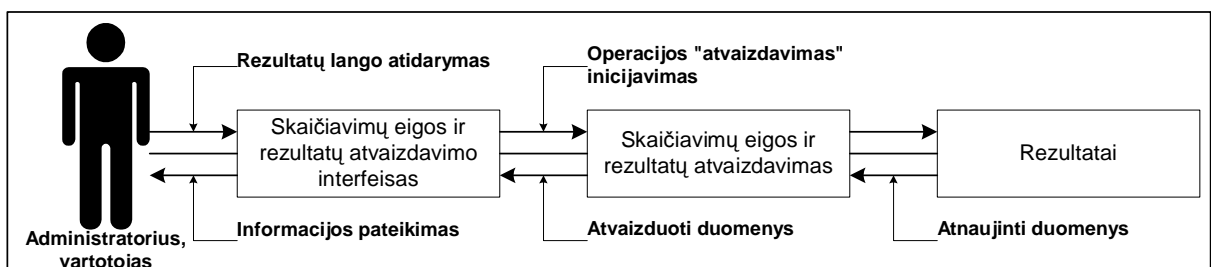 Rezultatų lango atidarymas
Operacijos "atvaizdavimas"
inicijavimas
Skaičiavimų eigos ir
rezultatų atvaizdavimo
interfeisas
Skaičiavimų eigos ir
rezultatų atvaizdavimas
Rezultatai
Administratorius,
vartotojas
Informacijos pateikimas
Atvaizduoti duomenys
Atnaujinti duomenys